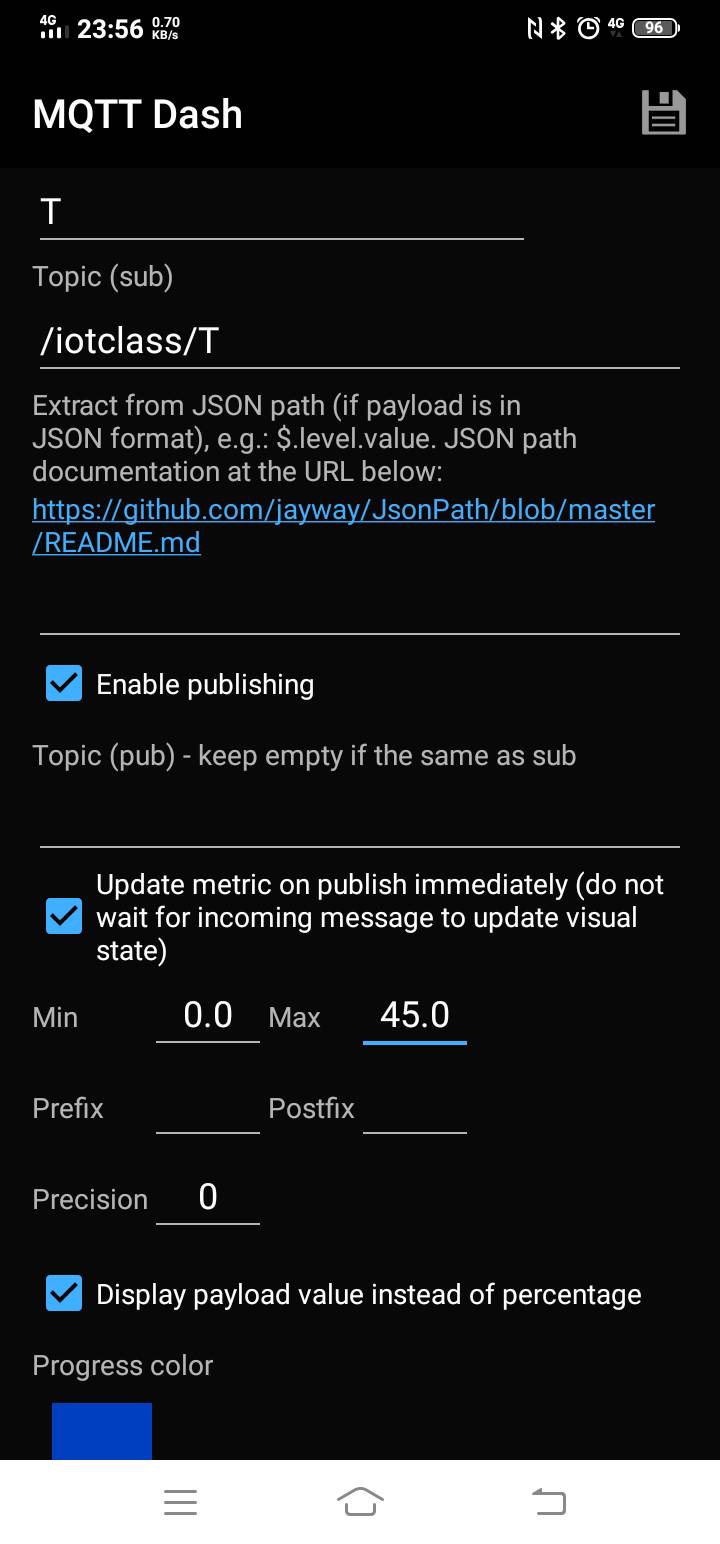 4G 23:56 0.70 KB/s 4G 96
MQTT Dash
T
Topic (sub)
/iotclass/T
Extract from JSON path (if payload is in
JSON format), e.g.: $.level.value. JSON path
documentation at the URL below:
https://github.com/jayway/JsonPath/blob/master
/README.md
Enable publishing
Topic (pub) - keep empty if the same as sub
Update metric on publish immediately (do not
wait for incoming message to update visual
state)
Min 0.0 Max 45.0
Prefix Postfix
Precision 0
Display payload value instead of percentage
Progress color